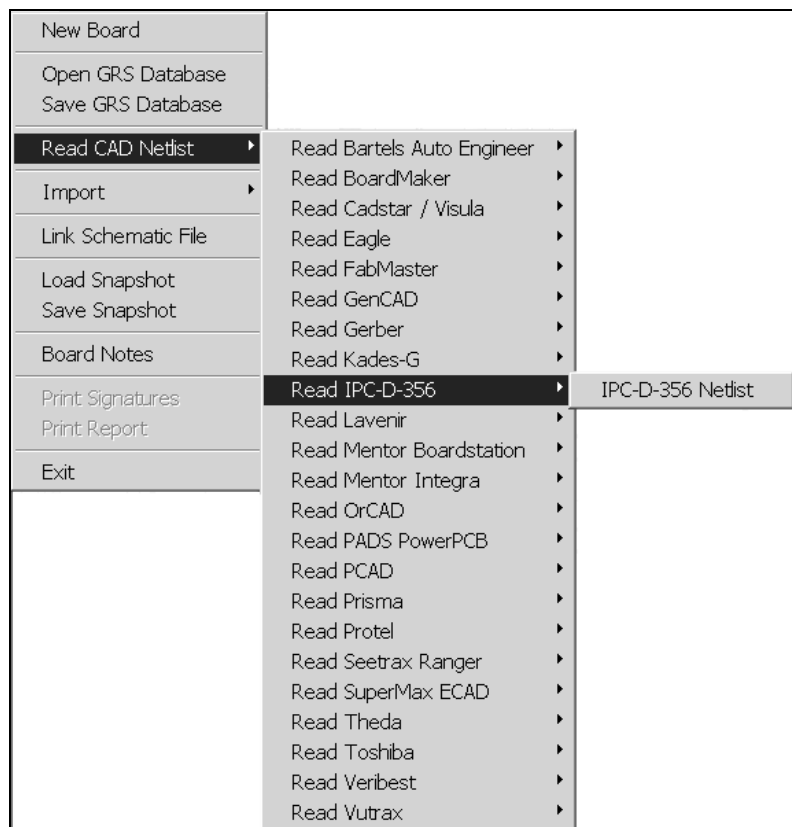 New Board
Open GRS Database
Save GRS Database
Read CAD Netlist
Import
Link Schematic File
Load Snapshot
Save Snapshot
Board Notes
Print Signatures
Print Report
Exit
Read Bartels Auto Engineer
Read BoardMaker
Read Cadstar / Visula
Read Eagle
Read FabMaster
Read GenCAD
Read Gerber
Read Kades-G
Read IPC-D-356
Read Lavenir
Read Mentor Boardstation
Read Mentor Integra
Read OrCAD
Read PADS PowerPCB
Read PCAD
Read Prisma
Read Protel
Read Seetrax Ranger
Read SuperMax ECAD
Read Theda
Read Toshiba
Read Veribest
Read Vutrax
IPC-D-356 Netlist